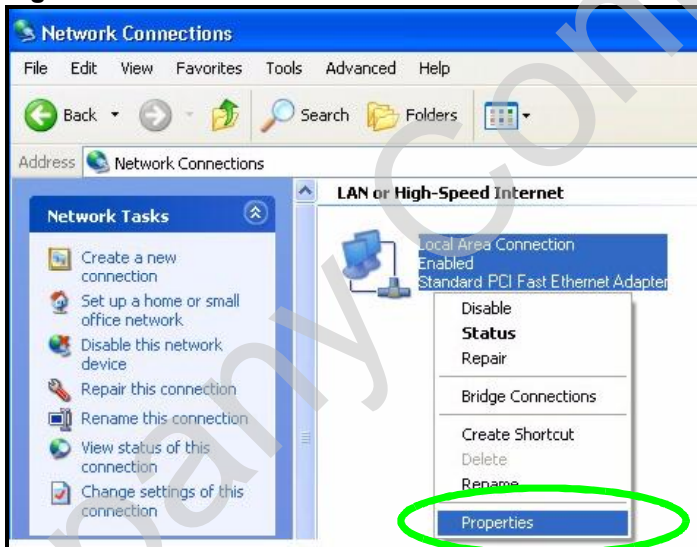 Network Connections
File Edit View Favorites Tools Advanced Help
Back Search Folders
Address Network Connections
Network Tasks
Create a new
connection
Set up a home or small
office network
Disable this network
device
Repair this connection
Rename this connection
View status of this
connection
Change settings of this
connection
LAN or High-Speed Internet
Local Area Connection
Enabled
Standard PCI Fast Ethernet Adapter
Disable
Status
Repair
Bridge Connections
Create Shortcut
Delete
Rename
Properties